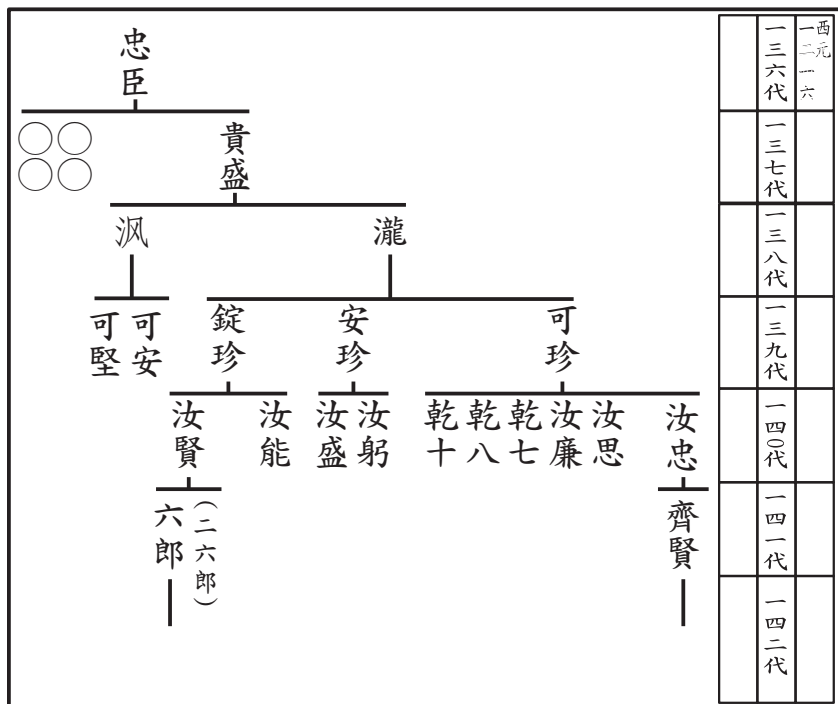 西元
一二一六
一三六代
一三七代
一三八代
一三九代
一四〇代
一四一代
一四二代
忠臣
貴盛
〇〇
〇〇
瀧
沨
可珍
安珍
錠珍
可安
可堅
汝忠
汝思
汝廉
乾七
乾八
乾十
汝躬
汝盛
汝能
汝賢
齊賢
(二六郎)
六郎